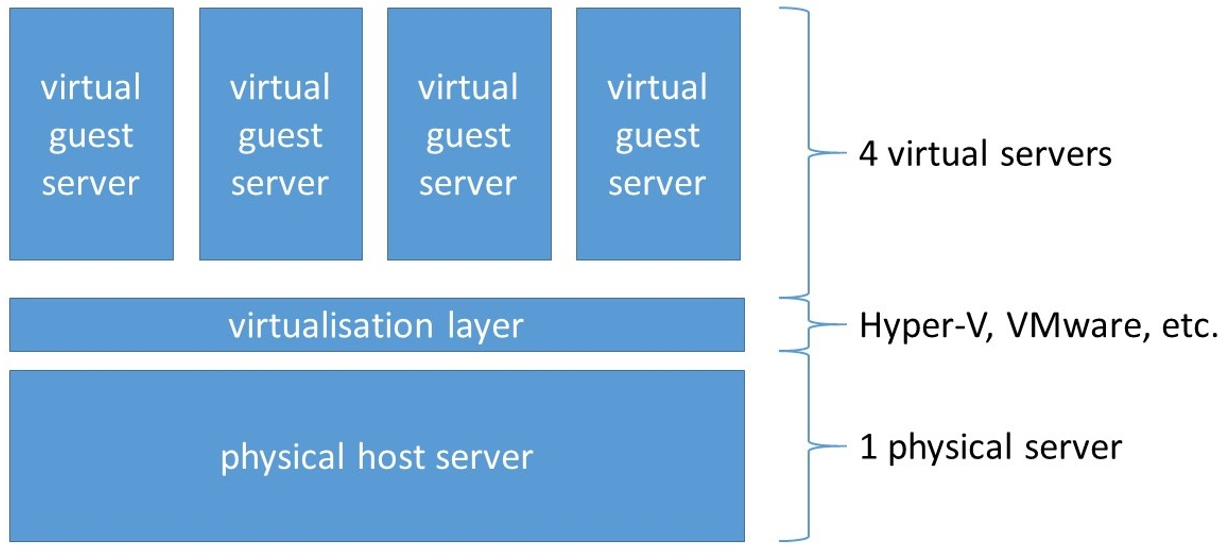 virtual
guest
server
virtual
guest
server
virtual
guest
server
virtual
guest
server
4 virtual servers
virtualisation layer
Hyper-V, VMware, etc.
physical host server
1 physical server